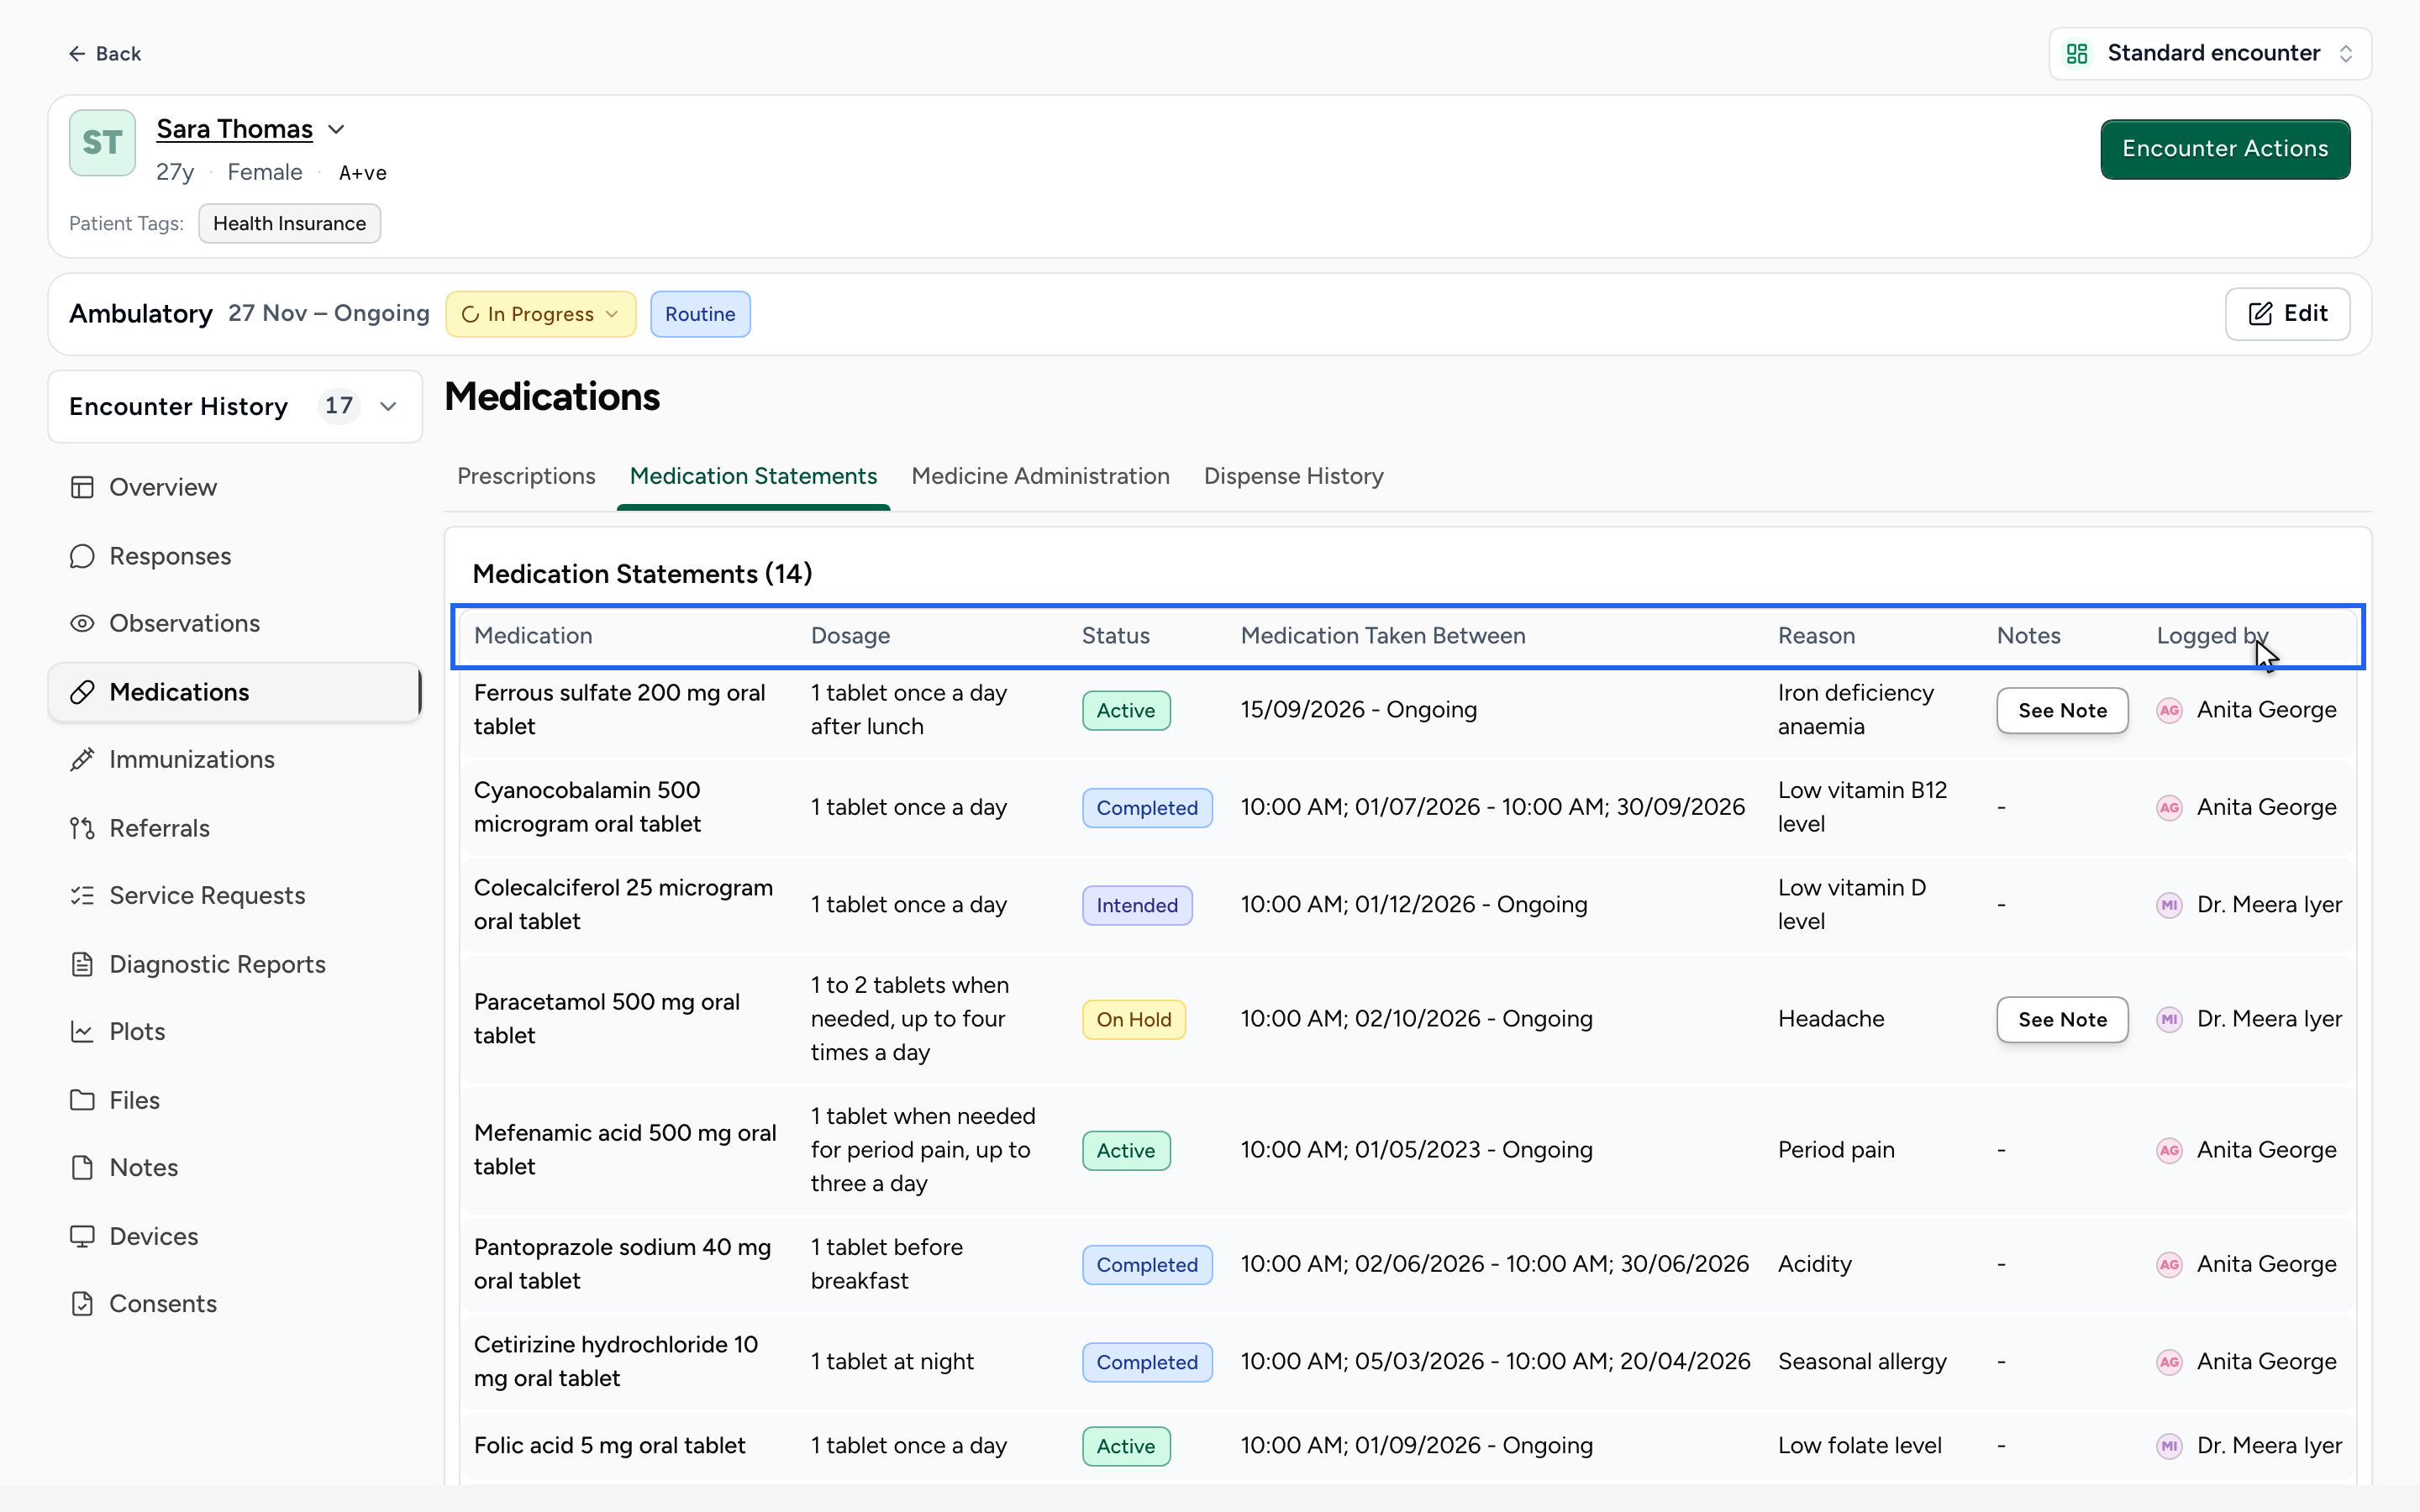 Back
Standard encounter
ST
Sara Thomas
27y · Female · A+ve
Encounter Actions
Patient Tags: Health Insurance
Ambulatory 27 Nov – Ongoing In Progress Routine
Edit
Encounter History 17
Overview
Responses
Observations
Medications
Immunizations
Referrals
Service Requests
Diagnostic Reports
Plots
Files
Notes
Devices
Consents
Medications
Prescriptions Medication Statements Medicine Administration Dispense History
Medication Statements (14)
Medication Dosage Status Medication Taken Between Reason Notes Logged by
Ferrous sulfate 200 mg oral
tablet
1 tablet once a day
after lunch
Active
15/09/2026 - Ongoing
Iron deficiency
anaemia
See Note
AG Anita George
Cyanocobalamin 500
microgram oral tablet
1 tablet once a day
Completed
10:00 AM; 01/07/2026 - 10:00 AM; 30/09/2026
Low vitamin B12
level
-
AG Anita George
Colecalciferol 25 microgram
oral tablet
1 tablet once a day
Intended
10:00 AM; 01/12/2026 - Ongoing
Low vitamin D
level
-
MI Dr. Meera Iyer
Paracetamol 500 mg oral
tablet
1 to 2 tablets when
needed, up to four
times a day
On Hold
10:00 AM; 02/10/2026 - Ongoing
Headache
See Note
MI Dr. Meera Iyer
Mefenamic acid 500 mg oral
tablet
1 tablet when needed
for period pain, up to
three a day
Active
10:00 AM; 01/05/2023 - Ongoing
Period pain
-
AG Anita George
Pantoprazole sodium 40 mg
oral tablet
1 tablet before
breakfast
Completed
10:00 AM; 02/06/2026 - 10:00 AM; 30/06/2026
Acidity
-
AG Anita George
Cetirizine hydrochloride 10
mg oral tablet
1 tablet at night
Completed
10:00 AM; 05/03/2026 - 10:00 AM; 20/04/2026
Seasonal allergy
-
AG Anita George
Folic acid 5 mg oral tablet
1 tablet once a day
Active
10:00 AM; 01/09/2026 - Ongoing
Low folate level
-
MI Dr. Meera Iyer